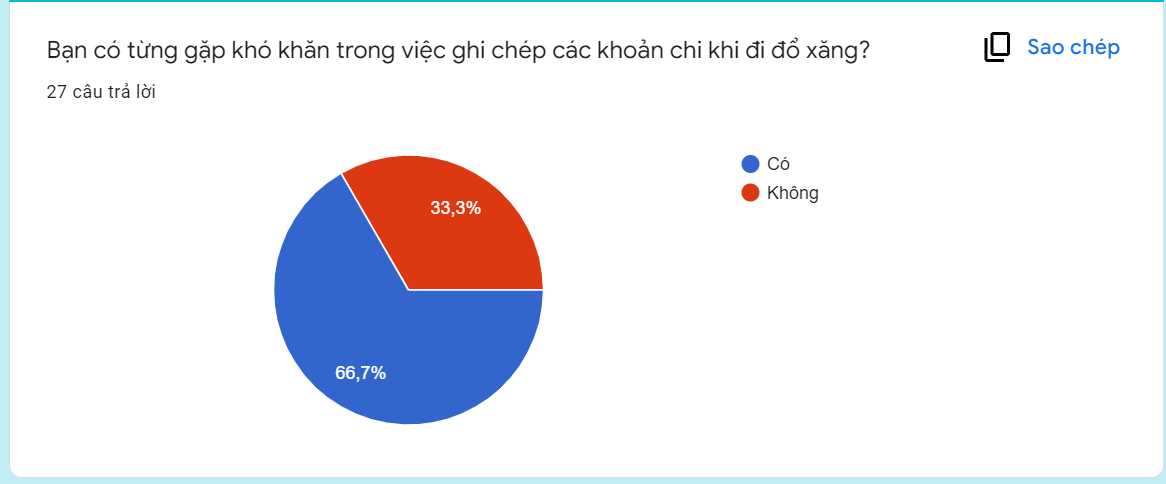 Bạn có từng gặp khó khăn trong việc ghi chép các khoản chi khi đi đổ xăng?
Sao chép
27 câu trả lời
Có
Không
33,3%
66,7%